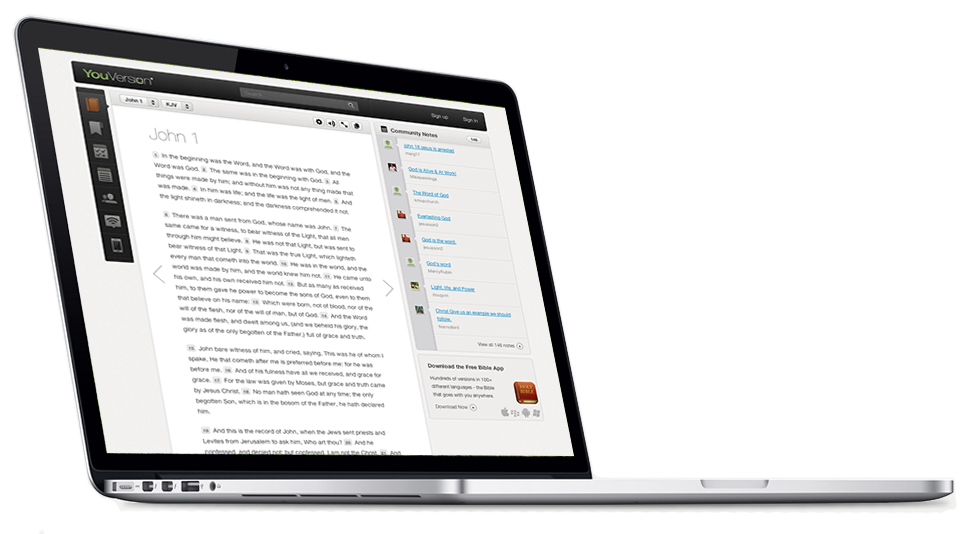 YouVersion
Search
Sign up
Sign in
John 1
KJV
John 1
1 In the beginning was the Word, and the Word was with God, and the
Word was God. 2 The same was in the beginning with God. 3 All
things were made by him; and without him was not any thing made that
was made. 4 In him was life; and the life was the light of men. 5 And
the light shineth in darkness; and the darkness comprehended it not.
6 There was a man sent from God, whose name was John. 7 The
same came for a witness, to bear witness of the Light, that all men
through him might believe. 8 He was not that Light, but was sent to
bear witness of that Light. 9 That was the true Light, which lighteth
every man that cometh into the world. 10 He was in the world, and the
world was made by him, and the world knew him not. 11 He came unto
his own, and his own received him not. 12 But as many as received
him, to them gave he power to become the sons of God, even to them
that believe on his name: 13 Which were born, not of blood, nor of the
will of the flesh, nor of the will of man, but of God. 14 And the Word
was made flesh, and dwelt among us, (and we beheld his glory, the
glory as of the only begotten of the Father,) full of grace and truth.
15 John bare witness of him, and cried, saying, This was he of whom I
spake, He that cometh after me is preferred before me: for he was
before me. 16 And of his fulness have all we received, and grace for
grace. 17 For the law was given by Moses, but grace and truth came
by Jesus Christ. 18 No man hath seen God at any time; the only
begotten Son, which is in the bosom of the Father, he hath declared
him.
19 And this is the record of John, when the Jews sent priests and
Levites from Jerusalem to ask him, Who art thou? 20 And he
confessed, and denied not; but confessed, I am not the Christ. 21 And
Community Notes
146
John 18 jesus is arrested
God Is Alive & At Work!
The Word of God
Everlasting God
God is the word.
God's word
Light, life, and Power
Christ Give us an example we should
follow.
View all 146 notes
Download the Free Bible App
Hundreds of versions in 100+
different languages - the Bible
that goes with you anywhere.
Download Now
HOLY
BIBLE